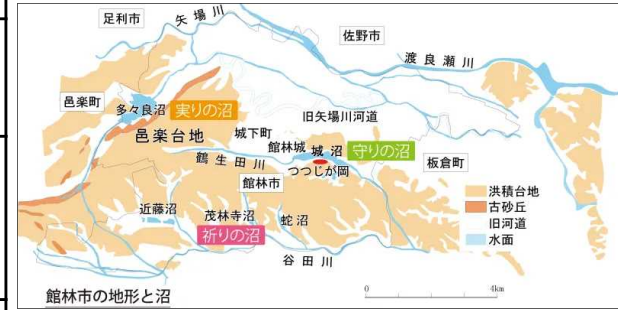 足利市
矢場川
佐野市
渡良瀬川
邑楽町
多々良沼
実りの沼
旧矢場川河道
邑楽台地
城下町
館林城
城沼
守りの沼
鶴生田川
つつじが岡
板倉町
館林市
近藤沼
茂林寺沼
蛇沼
祈りの沼
谷田川
洪積台地
古砂丘
旧河道
水面
館林市の地形と沼
0
4km